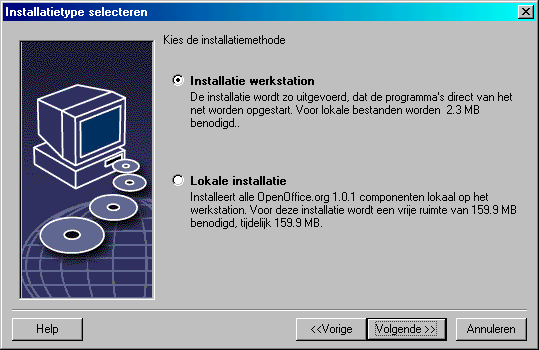 Installatietype selecteren
Kies de installatiemethode
Installatie werkstation
De installatie wordt zo uitgevoerd, dat de programma's direct van het
net worden opgestart. Voor lokale bestanden worden 2.3 MB
benodigd..
Lokale installatie
Installeert alle OpenOffice.org 1.0.1 componenten lokaal op het
werkstation. Voor deze installatie wordt een vrije ruimte van 159.9 MB
benodigd, tijdelijk 159.9 MB.
Help
<<Vorige
Volgende >>
Annuleren